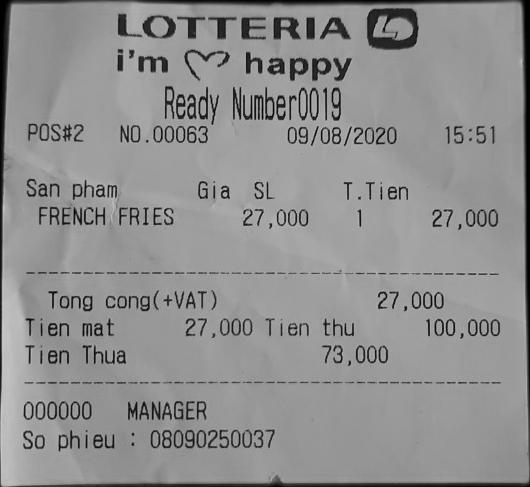 LOTTERIA
i'm happy
Ready Number0019
POS#2 NO.00063 09/08/2020 15:51
San pham Gia SL T.Tien
FRENCH FRIES 27,000 1 27,000
Tong cong(+VAT) 27,000
Tien mat 27,000 Tien thu 100,000
Tien Thua 73,000
000000 MANAGER
So phieu : 08090250037